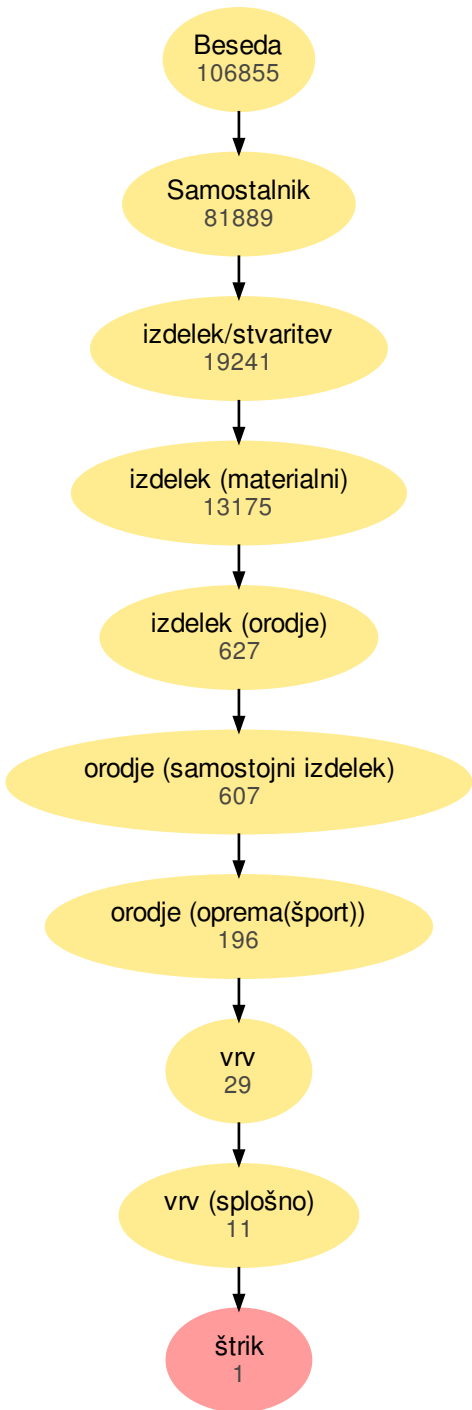 Beseda
106855
Samostalnik
81889
izdelek/stvaritev
19241
izdelek (materialni)
13175
izdelek (orodje)
627
orodje (samostojni izdelek)
607
orodje (oprema(šport))
196
vrv
29
vrv (splošno)
11
štrik
1